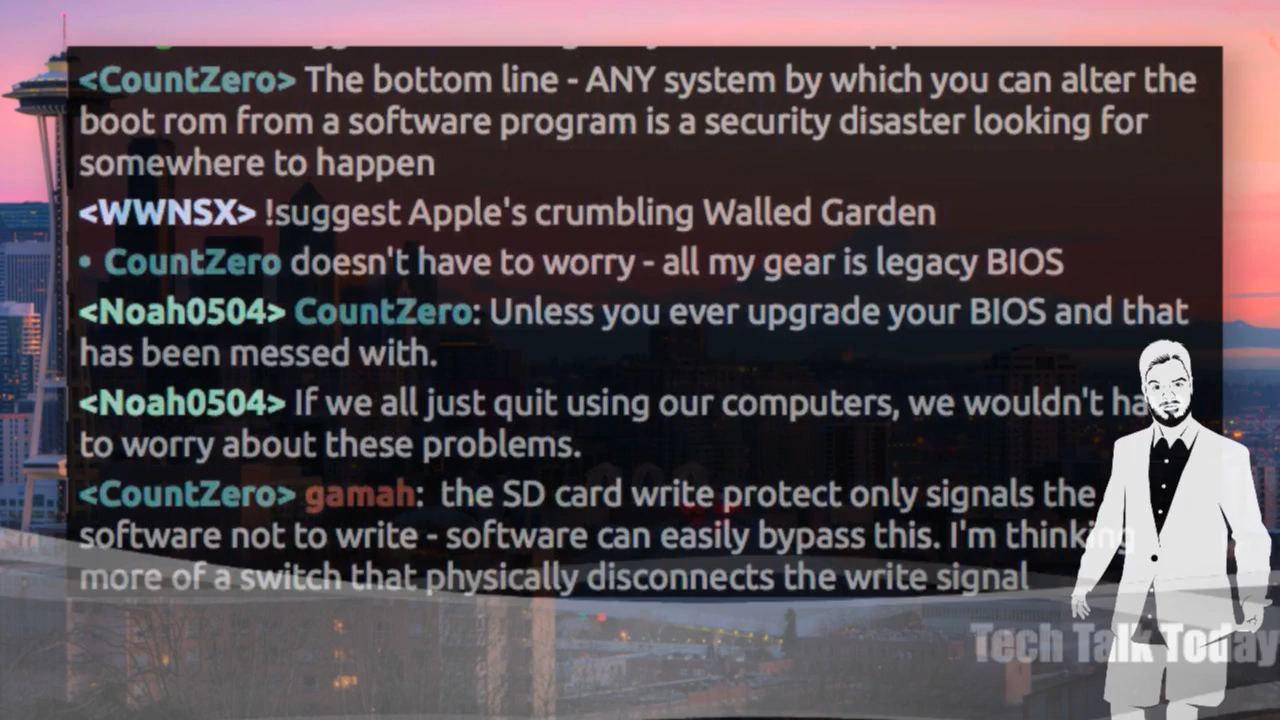 <CountZero> The bottom line - ANY system by which you can alter the
boot rom from a software program is a security disaster looking for
somewhere to happen
<WWNSX> !suggest Apple's crumbling Walled Garden
• CountZero doesn't have to worry - all my gear is legacy BIOS
<Noah0504> CountZero: Unless you ever upgrade your BIOS and that
has been messed with.
<Noah0504> If we all just quit using our computers, we wouldn't ha
to worry about these problems.
<CountZero> gamah: the SD card write protect only signals the
software not to write - software can easily bypass this. I'm thinking
more of a switch that physically disconnects the write signal
Tech Talk Today